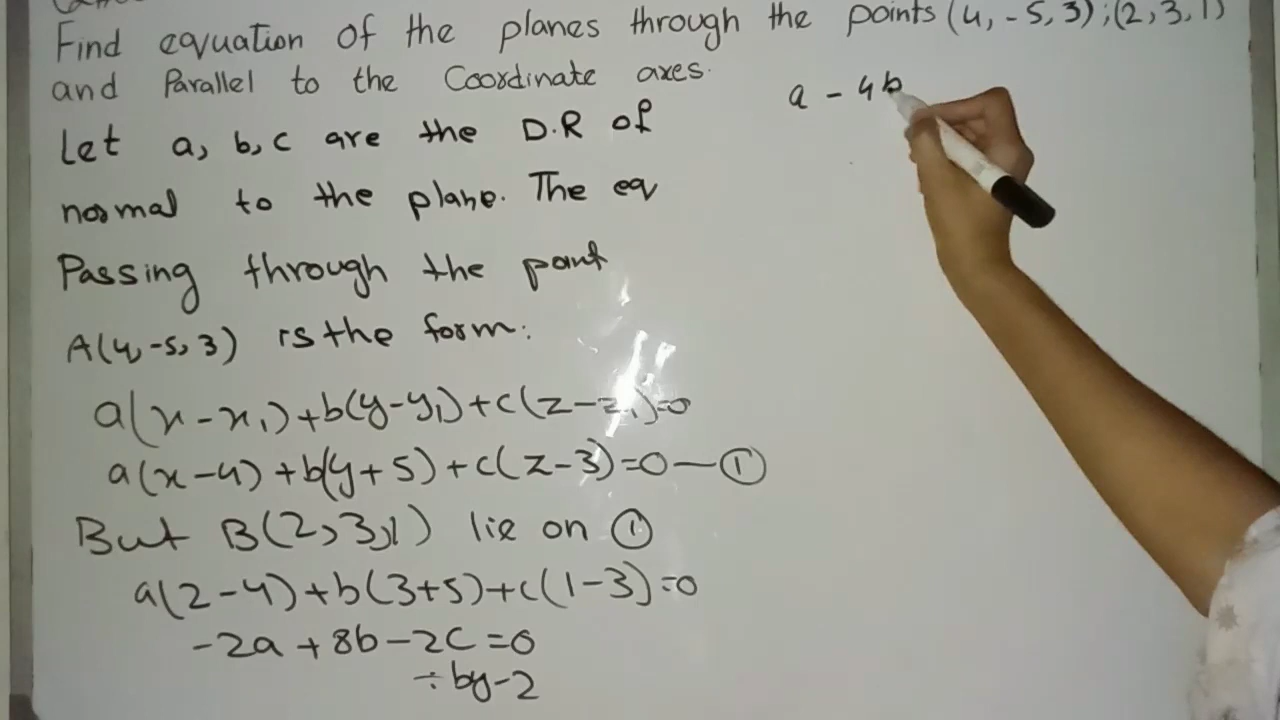 Find equation of the planes through the points (4, -5, 3); (2, 3, 1)
and Parallel to the Coordinate axes.
Let a, b, c are the D.R of
normal to the plane. The eq
Passing through the point
A(4, -5, 3) is the form:
a(x-x₁)+b(y-y₁)+c(z-z₁)=0
a(x-4)+b(y+5)+c(z-3)=0—①
But B(2, 3, 1) lie on ①
a(2-4)+b(3+5)+c(1-3)=0
-2a+8b-2c=0
÷ by-2
a - 4b